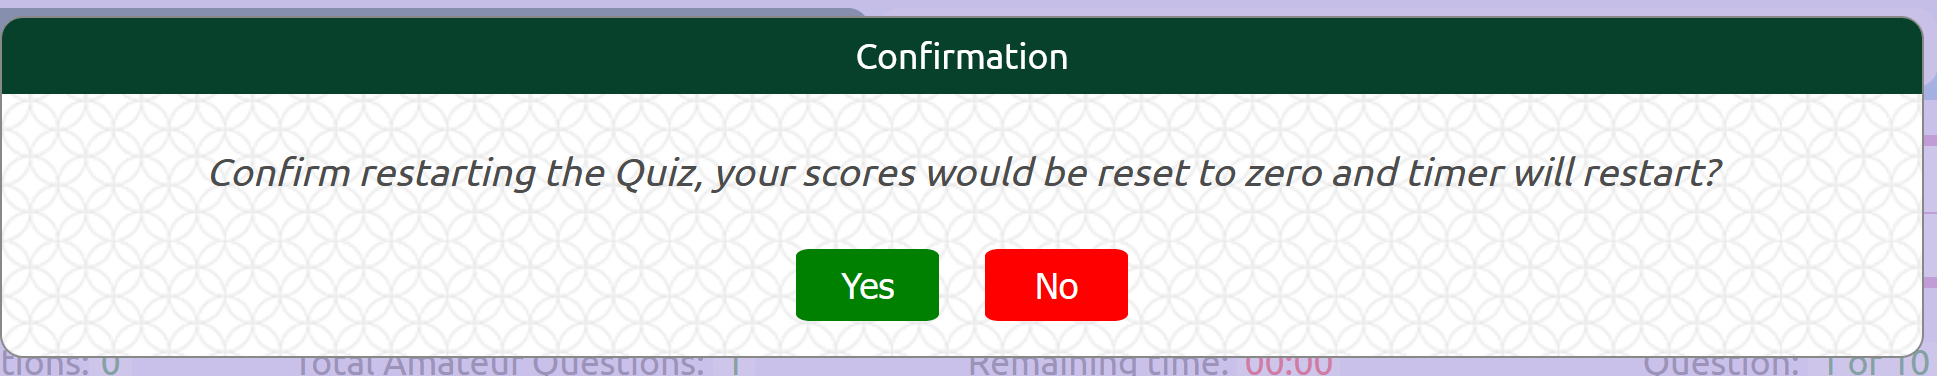 Confirmation
Confirm restarting the Quiz, your scores would be reset to zero and timer will restart?
Yes No
tions: 0 Total Amateur Questions: 1 Remaining time: 00:00 Question: 1 of 10